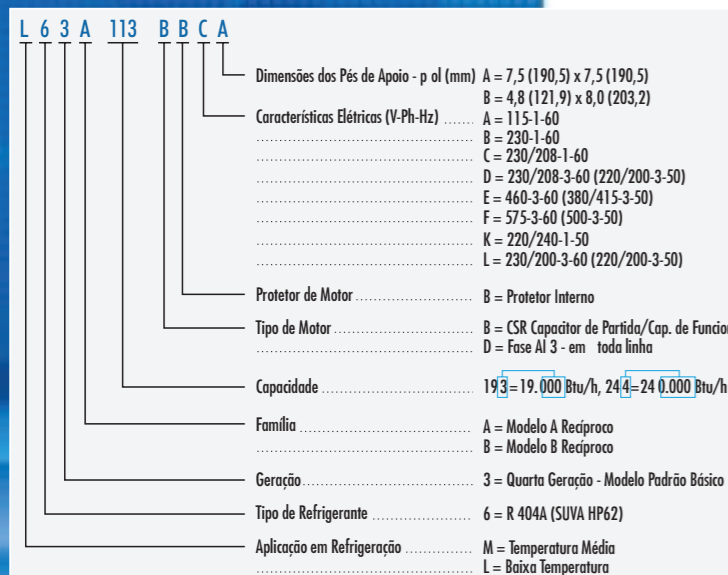 L 6 3 A 113 B B C A
Dimensões dos Pés de Apoio - p ol (mm) A = 7,5 (190,5) x 7,5 (190,5)
B = 4,8 (121,9) x 8,0 (203,2)
Características Elétricas (V-Ph-Hz) ....... A = 115-1-60
B = 230-1-60
C = 230/208-1-60
D = 230/208-3-60 (220/200-3-50)
E = 460-3-60 (380/415-3-50)
F = 575-3-60 (500-3-50)
K = 220/240-1-50
L = 230/200-3-60 (220/200-3-50)
Protetor de Motor ............................ B = Protetor Interno
Tipo de Motor ................................. B = CSR Capacitor de Partida/Cap. de Funcion
D = Fase AI 3 - em toda linha
Capacidade ................................. 193=19.000 Btu/h, 244=24 0.000 Btu/h
Família ......................................... A = Modelo A Recíproco
B = Modelo B Recíproco
Geração ....................................... 3 = Quarta Geração - Modelo Padrão Básico
Tipo de Refrigerante ......................... 6 = R 404A (SUVA HP62)
Aplicação em Refrigeração .................. M = Temperatura Média
L = Baixa Temperatura